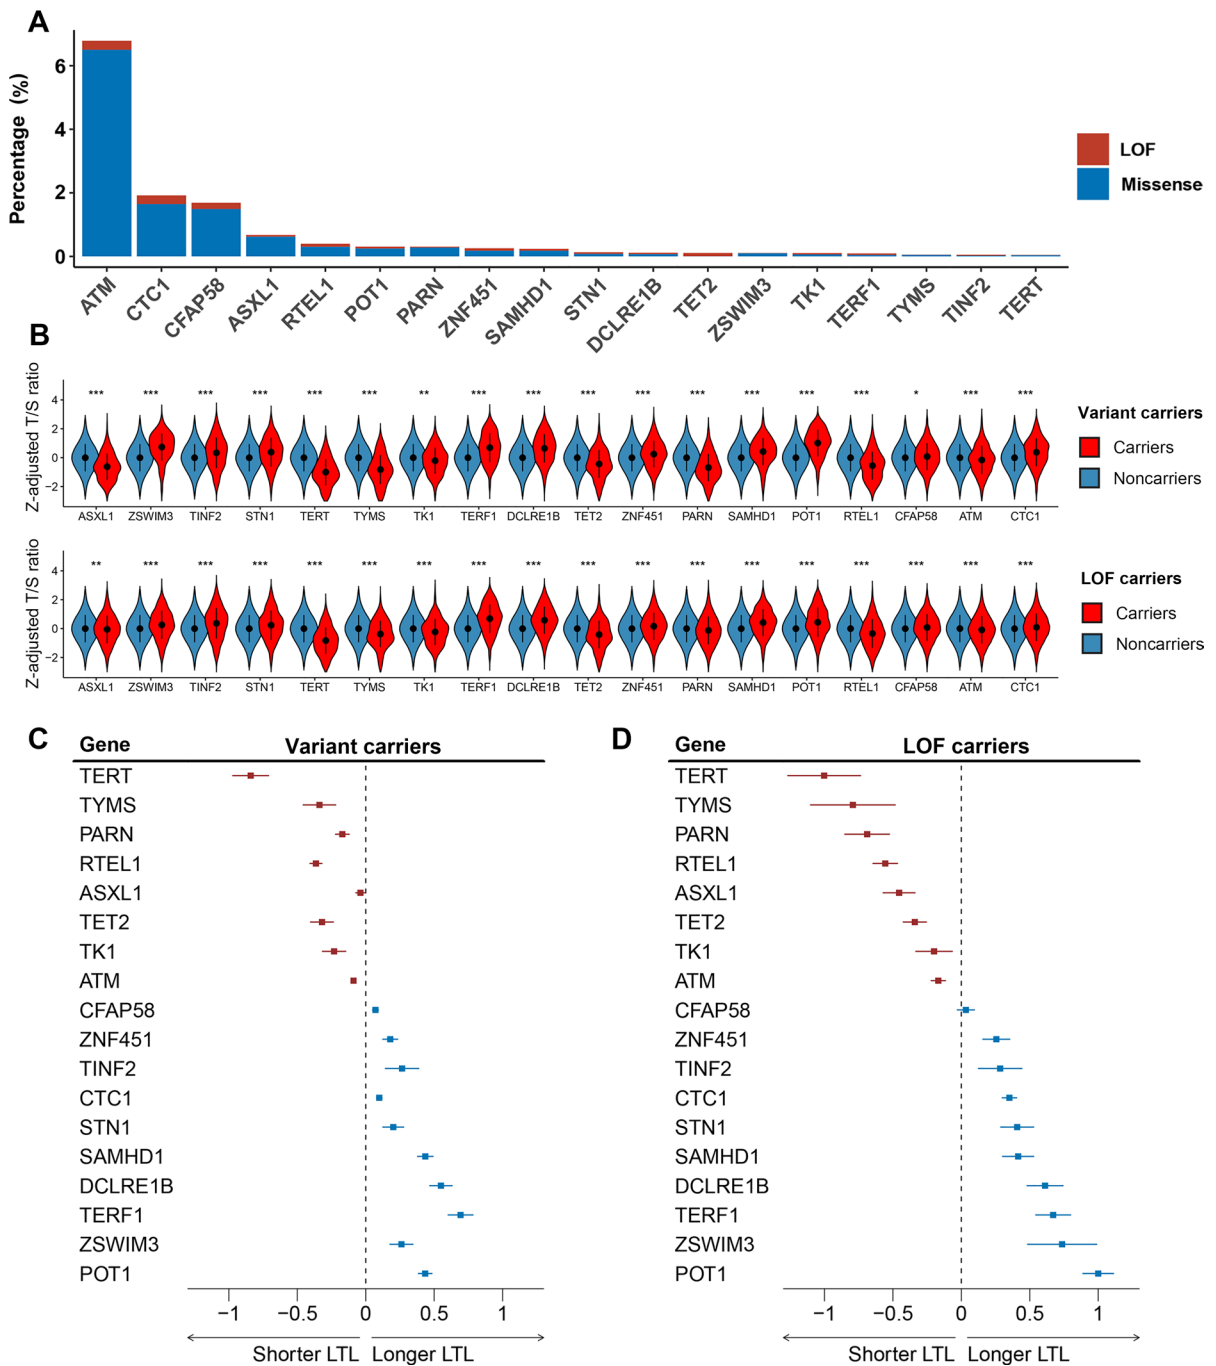 A
Percentage (%)
6
4
2
0
LOF
Missense
ATM CTC1 CFAP58 ASXL1 RTEL1 POT1 PARN ZNF451 SAMHD1 STN1 DCLRE1B TET2 ZSWIM3 TK1 TERF1 TYMS TINF2 TERT
B
Z-adjusted T/S ratio
4
2
0
−2
*** *** *** *** *** *** ** *** *** *** *** *** *** *** *** * *** ***
ASXL1 ZSWIM3 TINF2 STN1 TERT TYMS TK1 TERF1 DCLRE1B TET2 ZNF451 PARN SAMHD1 POT1 RTEL1 CFAP58 ATM CTC1
Variant carriers
Carriers
Noncarriers
Z-adjusted T/S ratio
4
2
0
−2
** *** *** *** *** *** *** *** *** *** *** *** *** *** *** *** *** ***
ASXL1 ZSWIM3 TINF2 STN1 TERT TYMS TK1 TERF1 DCLRE1B TET2 ZNF451 PARN SAMHD1 POT1 RTEL1 CFAP58 ATM CTC1
LOF carriers
Carriers
Noncarriers
C
Gene Variant carriers
TERT
TYMS
PARN
RTEL1
ASXL1
TET2
TK1
ATM
CFAP58
ZNF451
TINF2
CTC1
STN1
SAMHD1
DCLRE1B
TERF1
ZSWIM3
POT1
−1 −0.5 0 0.5 1
Shorter LTL Longer LTL
D
Gene LOF carriers
TERT
TYMS
PARN
RTEL1
ASXL1
TET2
TK1
ATM
CFAP58
ZNF451
TINF2
CTC1
STN1
SAMHD1
DCLRE1B
TERF1
ZSWIM3
POT1
−1 −0.5 0 0.5 1
Shorter LTL Longer LTL